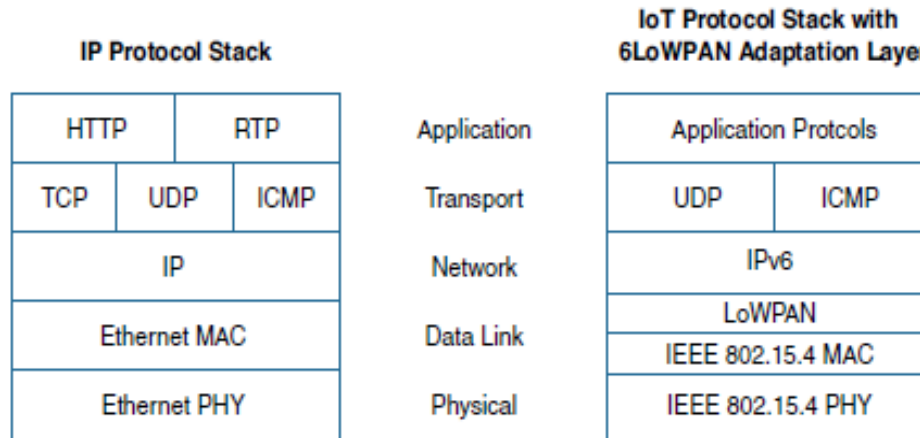 IP Protocol Stack
IoT Protocol Stack with
6LoWPAN Adaptation Laye
HTTP RTP Application Application Protcols
TCP UDP ICMP Transport UDP ICMP
IP Network IPv6
Ethernet MAC Data Link LoWPAN
IEEE 802.15.4 MAC
Ethernet PHY Physical IEEE 802.15.4 PHY